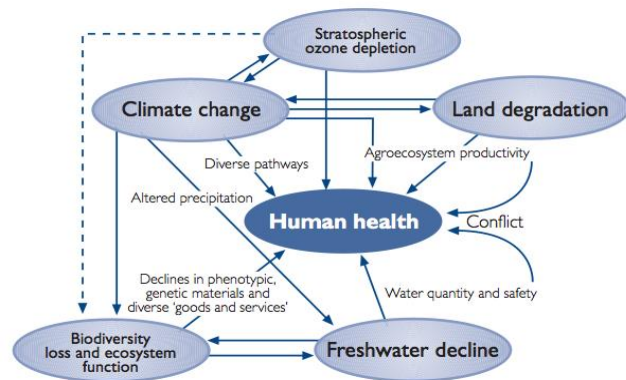 Stratospheric
ozone depletion
Climate change
Land degradation
Diverse pathways
Agroecosystem productivity
Altered precipitation
Human health
Conflict
Declines in phenotypic,
genetic materials and
diverse ‘goods and services’
Water quantity and safety
Biodiversity
loss and ecosystem
function
Freshwater decline